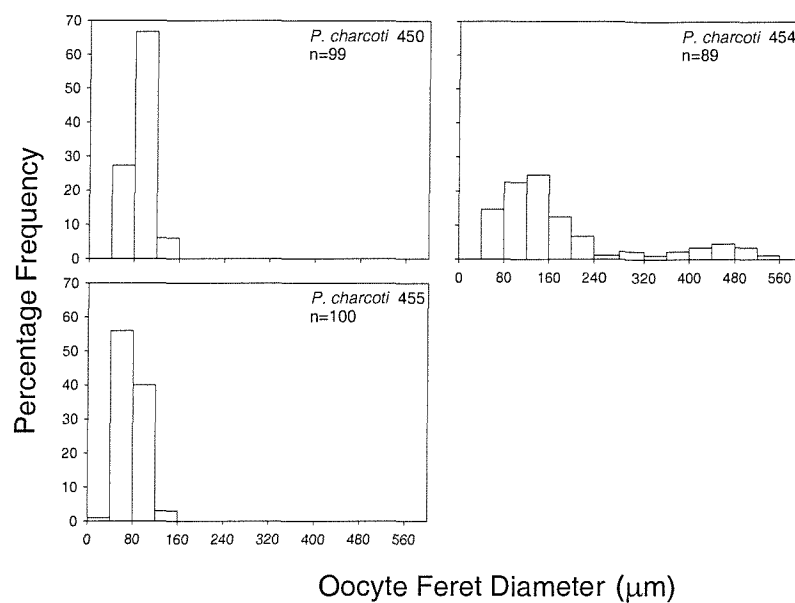 70
60
50
40
30
20
10
0
P. charcoti 450
n=99
P. charcoti 454
n=89
0 80 160 240 320 400 480 560
70
60
50
40
30
20
10
0
P. charcoti 455
n=100
0 80 160 240 320 400 480 560
Percentage Frequency
Oocyte Feret Diameter (μm)